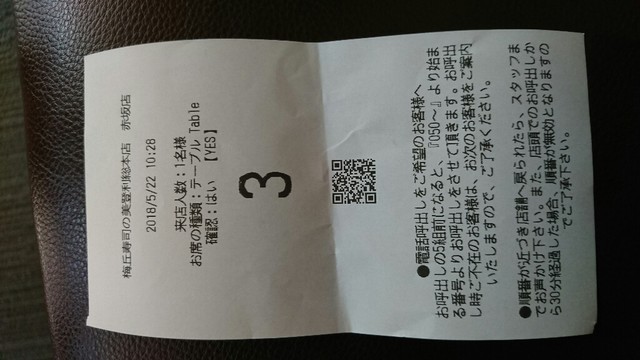 梅丘寿司の美登利総本店　赤坂店
2018/5/22 10:28
来店人数：1名様
お席の種類：テーブル Table
確認：はい 【YES】
3
●電話呼出しをご希望のお客様へ
お呼出しの5組前になると、『050～』より始ま
る番号よりお呼出しをさせて頂きます。お呼出
し時ご不在のお客様は、お次のお客様をご案内
いたしますので、ご了承ください。
●順番が近づき店舗へ戻られたら、スタッフま
でお声かけ下さい。また、店頭でのお呼出しか
ら30分経過した場合、順番が無効となりますの
でご了承下さい。